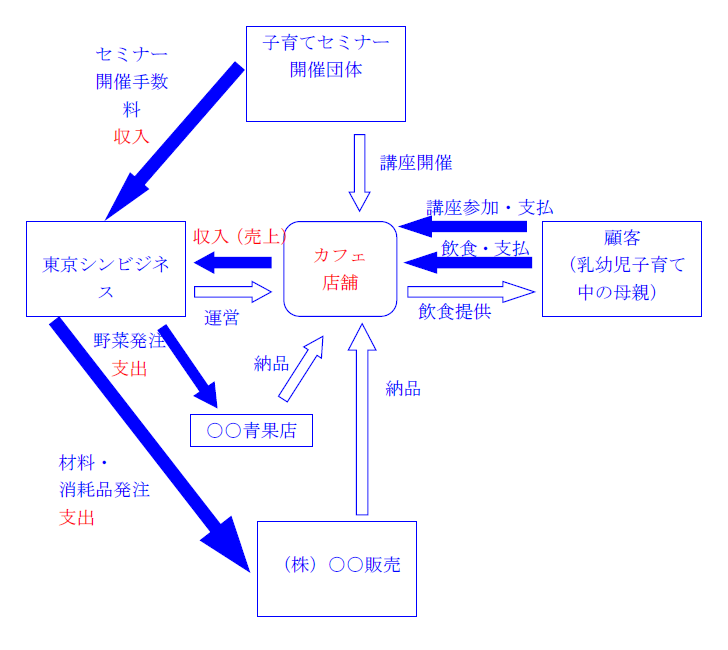 子育てセミナー
開催団体
セミナー
開催手数
料
収入
講座開催
講座参加・支払
収入（売上）
カフェ
店舗
飲食・支払
顧客
（乳幼児子育て
中の母親）
東京シンビジネ
ス
運営
飲食提供
野菜発注
支出
納品
納品
〇〇青果店
材料・
消耗品発注
支出
（株）〇〇販売